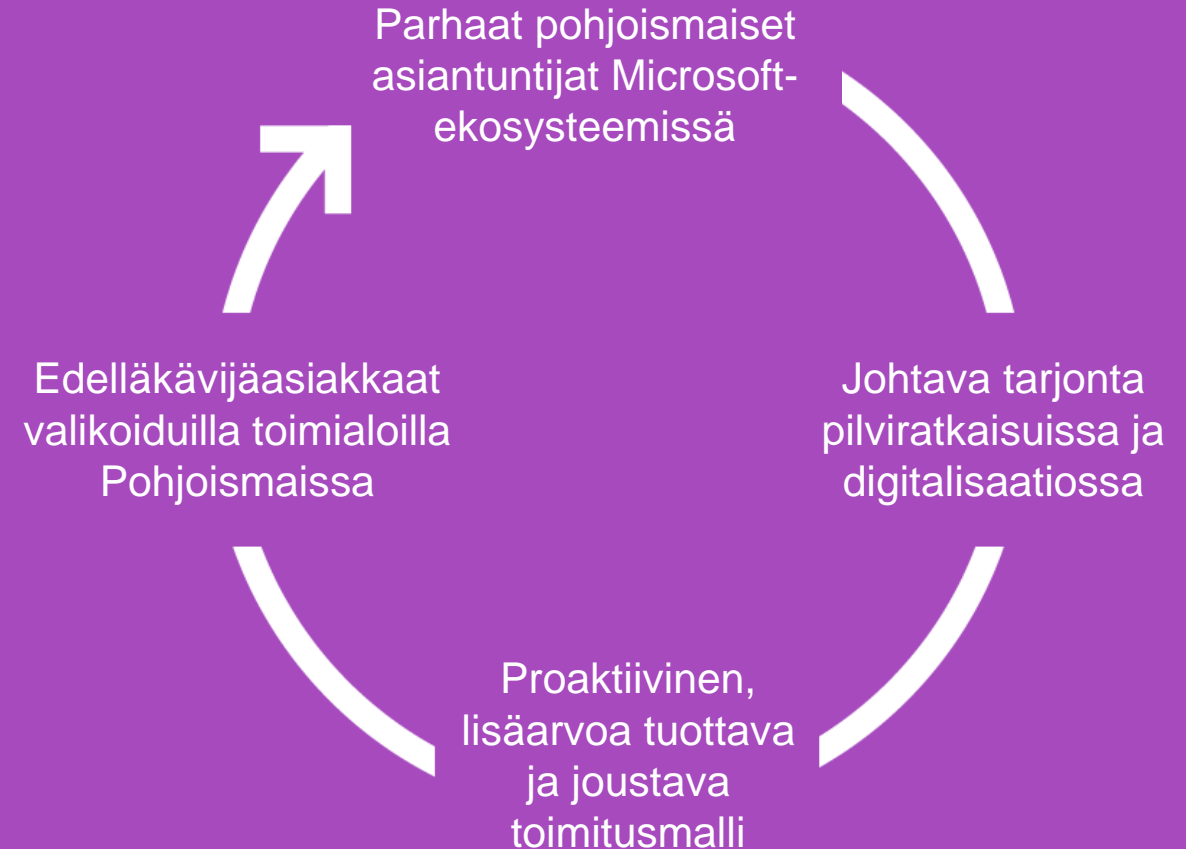 Parhaat pohjoismaiset
asiantuntijat Microsoft-
ekosysteemissä
Johtava tarjonta
pilviratkaisuissa ja
digitalisaatiossa
Proaktiivinen,
lisäarvoa tuottava
ja joustava
toimitusmalli
Edelläkävijäasiakkaat
valikoiduilla toimialoilla
Pohjoismaissa